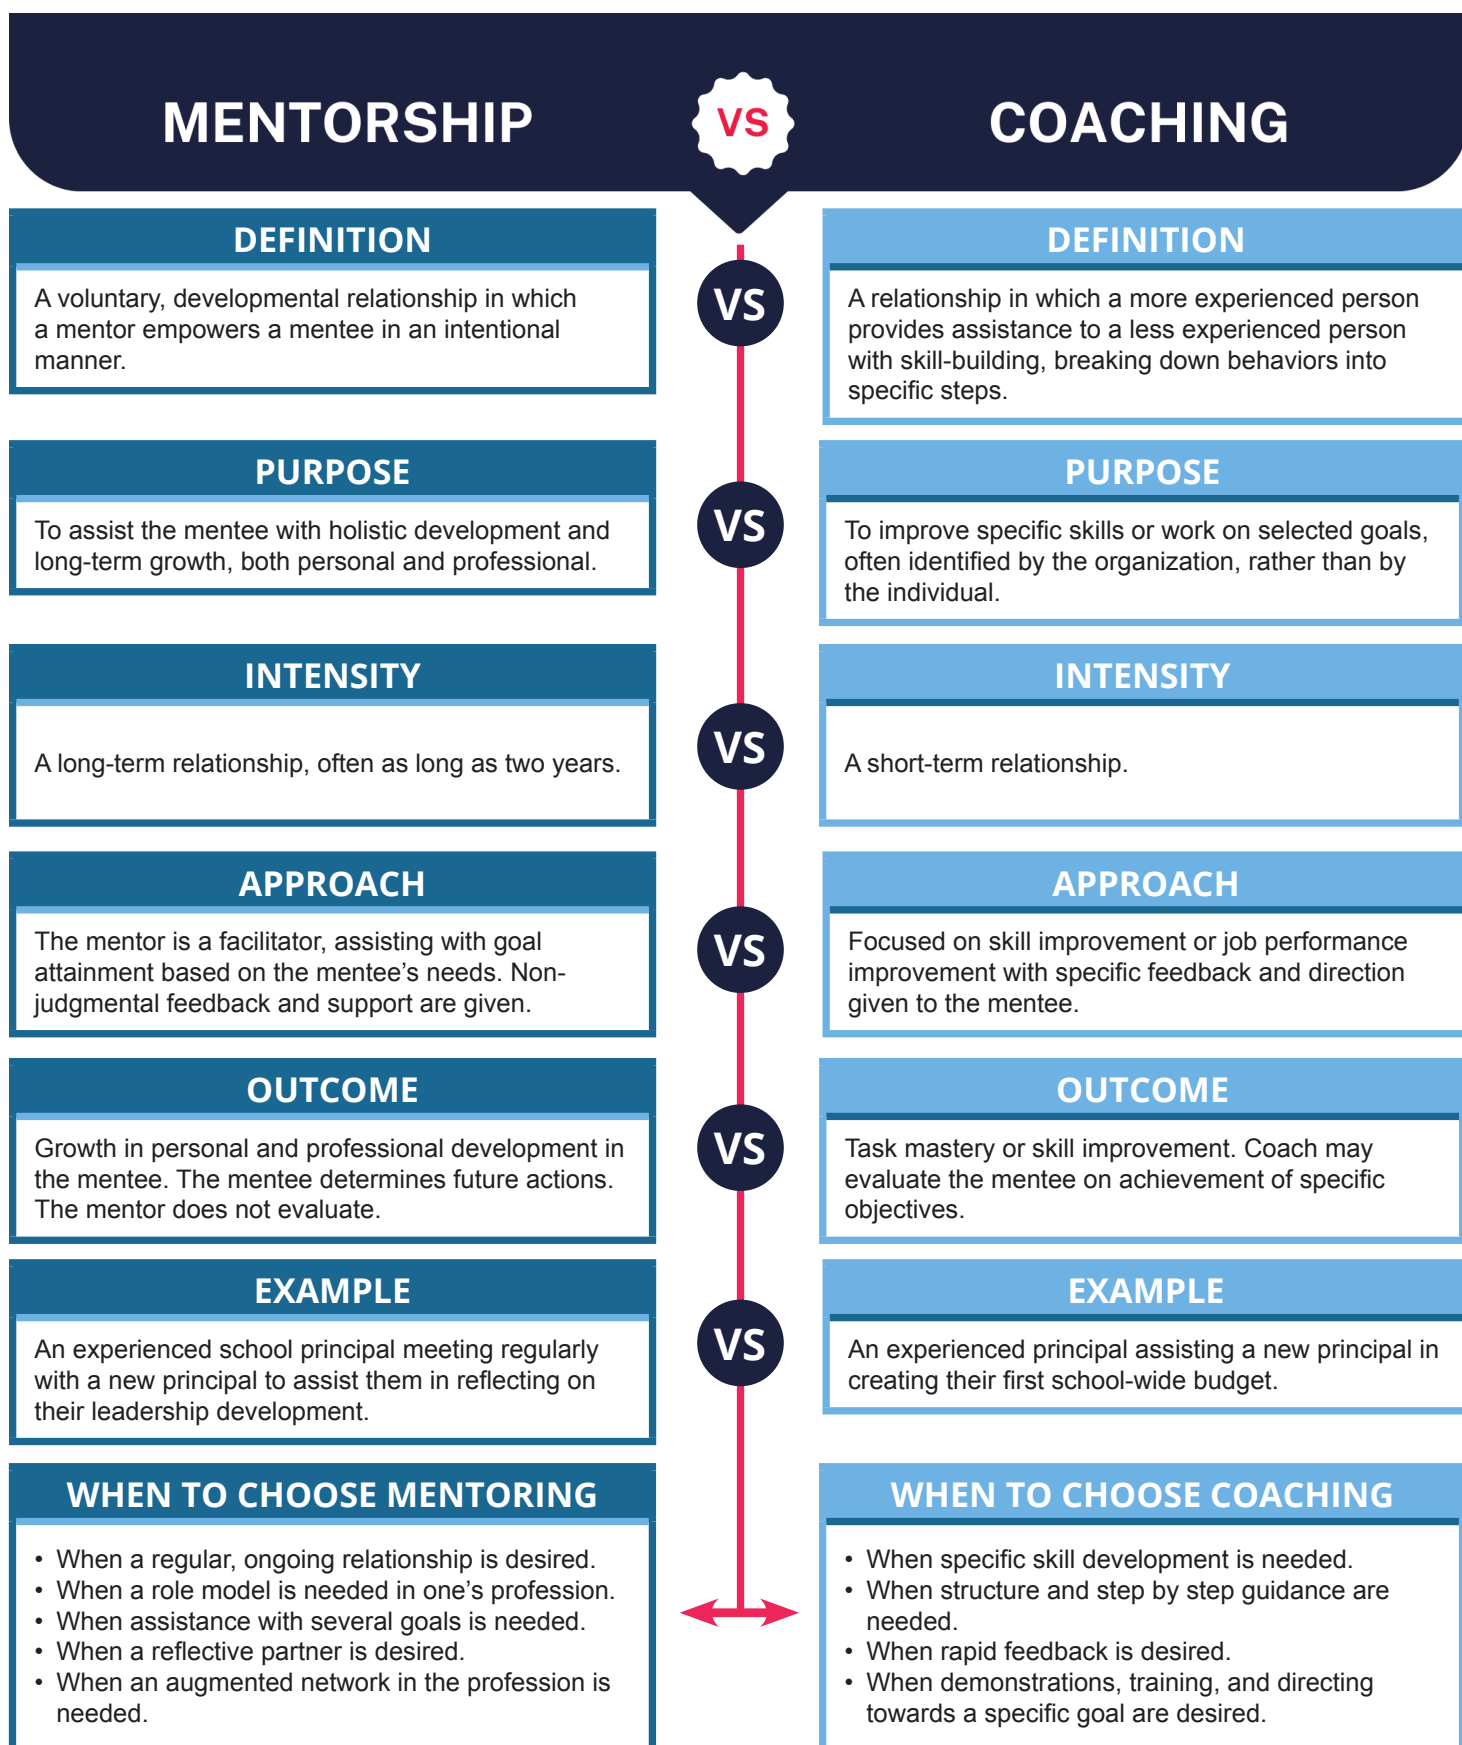 MENTORSHIP
VS
COACHING
DEFINITION
A voluntary, developmental relationship in which
a mentor empowers a mentee in an intentional
manner.
VS
DEFINITION
A relationship in which a more experienced person
provides assistance to a less experienced person
with skill-building, breaking down behaviors into
specific steps.
PURPOSE
To assist the mentee with holistic development and
long-term growth, both personal and professional.
VS
PURPOSE
To improve specific skills or work on selected goals,
often identified by the organization, rather than by
the individual.
INTENSITY
A long-term relationship, often as long as two years.
VS
INTENSITY
A short-term relationship.
APPROACH
The mentor is a facilitator, assisting with goal
attainment based on the mentee’s needs. Non-
judgmental feedback and support are given.
VS
APPROACH
Focused on skill improvement or job performance
improvement with specific feedback and direction
given to the mentee.
OUTCOME
Growth in personal and professional development in
the mentee. The mentee determines future actions.
The mentor does not evaluate.
VS
OUTCOME
Task mastery or skill improvement. Coach may
evaluate the mentee on achievement of specific
objectives.
EXAMPLE
An experienced school principal meeting regularly
with a new principal to assist them in reflecting on
their leadership development.
VS
EXAMPLE
An experienced principal assisting a new principal in
creating their first school-wide budget.
WHEN TO CHOOSE MENTORING
• When a regular, ongoing relationship is desired.
• When a role model is needed in one’s profession.
• When assistance with several goals is needed.
• When a reflective partner is desired.
• When an augmented network in the profession is
needed.
WHEN TO CHOOSE COACHING
• When specific skill development is needed.
• When structure and step by step guidance are
needed.
• When rapid feedback is desired.
• When demonstrations, training, and directing
towards a specific goal are desired.